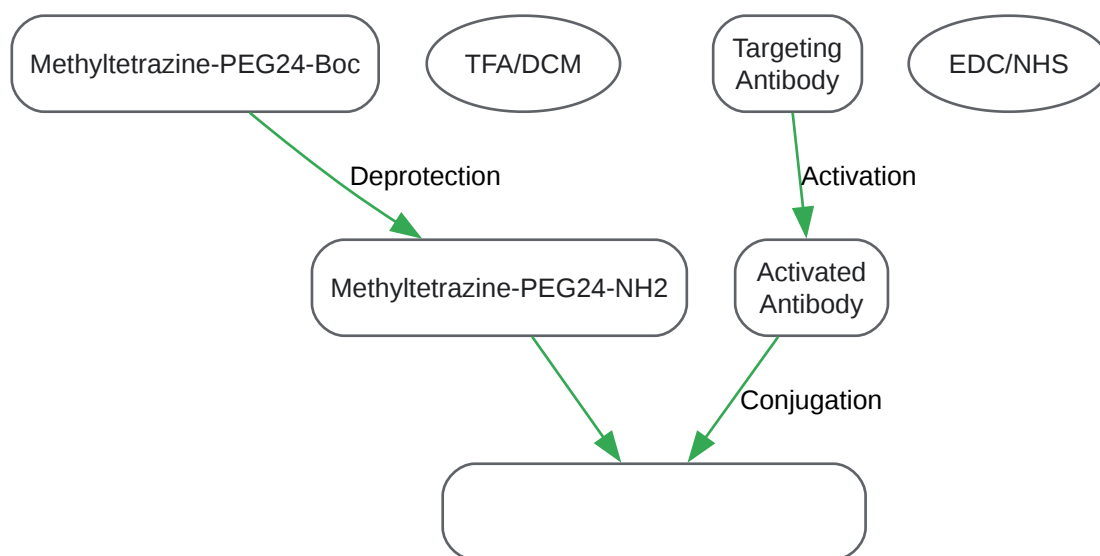 Methyltetrazine-PEG24-Boc
TFA/DCM
Targeting
Antibody
EDC/NHS
Deprotection
Activation
Methyltetrazine-PEG24-NH2
Activated
Antibody
Conjugation